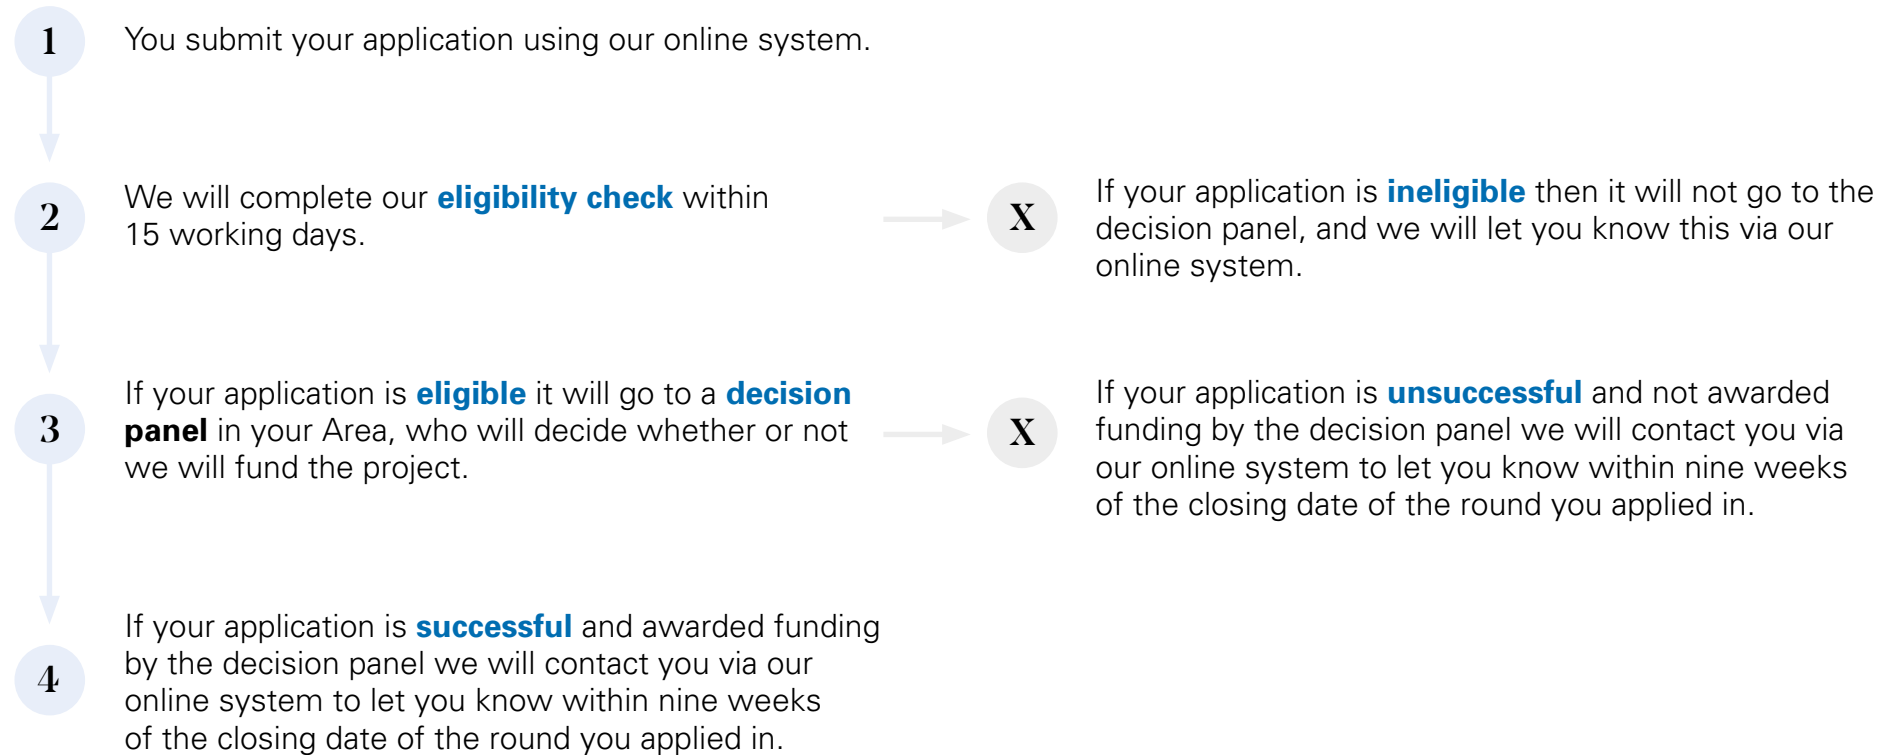 1
You submit your application using our online system.
2
We will complete our eligibility check within
15 working days.
X
If your application is ineligible then it will not go to the
decision panel, and we will let you know this via our
online system.
3
If your application is eligible it will go to a decision
panel in your Area, who will decide whether or not
we will fund the project.
X
If your application is unsuccessful and not awarded
funding by the decision panel we will contact you via
our online system to let you know within nine weeks
of the closing date of the round you applied in.
4
If your application is successful and awarded funding
by the decision panel we will contact you via our
online system to let you know within nine weeks
of the closing date of the round you applied in.